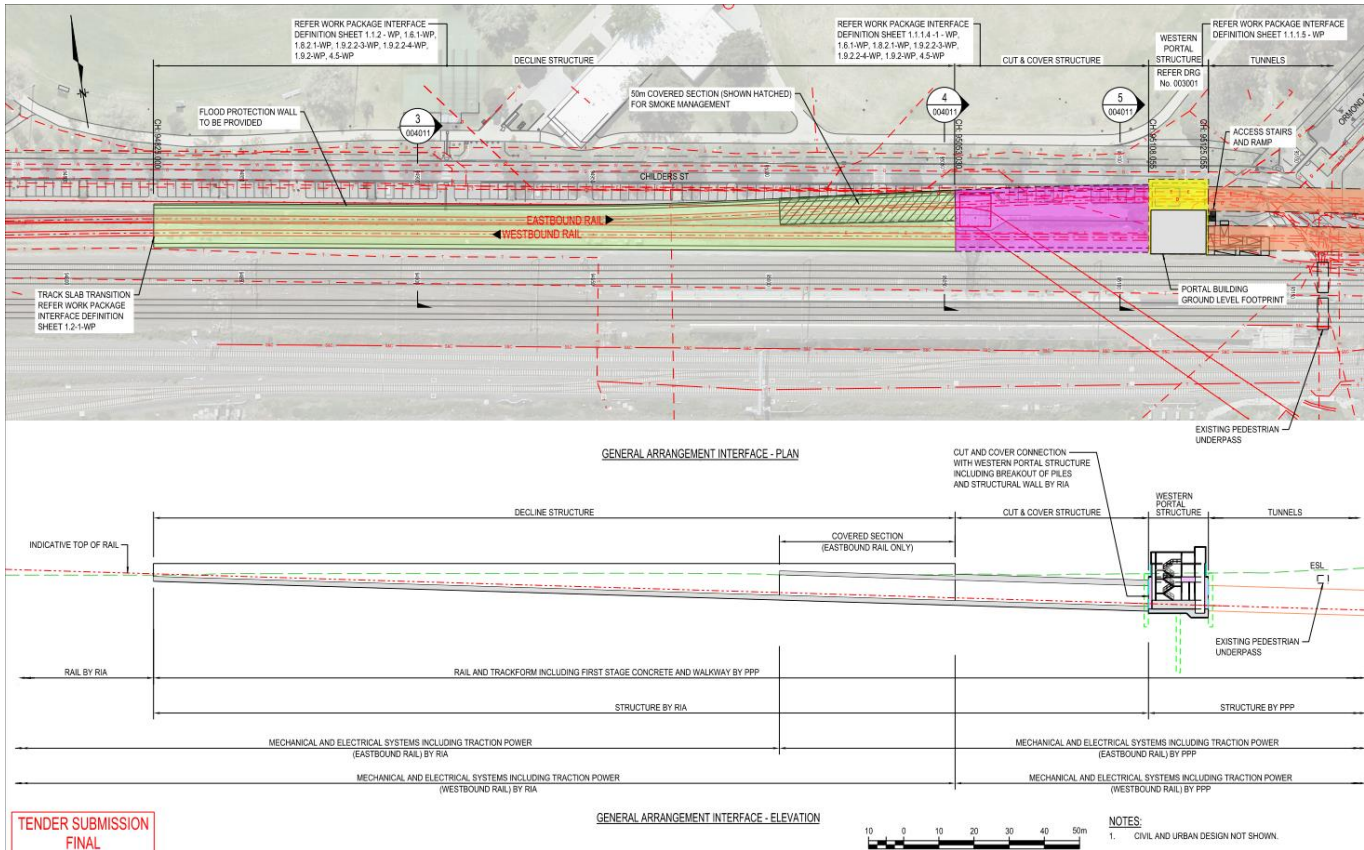 REFER WORK PACKAGE INTERFACE
DEFINITION SHEET 1.1.2 - WP, 1.6.1-WP,
1.8.2.1-WP, 1.9.2.2-3-WP, 1.9.2.2-4-WP,
1.9.2-WP, 4.5-WP
REFER WORK PACKAGE INTERFACE
DEFINITION SHEET 1.1.1.4 -1 - WP,
1.6.1-WP, 1.8.2.1-WP, 1.9.2.2-3-WP,
1.9.2.2-4-WP, 1.9.2-WP, 4.5-WP
REFER WORK PACKAGE INTERFACE
DEFINITION SHEET 1.1.1.5 - WP
WESTERN
PORTAL
STRUCTURE
REFER DRG
No. 003001
DECLINE STRUCTURE
CUT & COVER STRUCTURE
TUNNELS
50m COVERED SECTION (SHOWN HATCHED)
FOR SMOKE MANAGEMENT
FLOOD PROTECTION WALL
TO BE PROVIDED
3
004011
4
004011
5
004011
ACCESS STAIRS
AND RAMP
CHILDERS ST
EASTBOUND RAIL
WESTBOUND RAIL
TRACK SLAB TRANSITION
REFER WORK PACKAGE
INTERFACE DEFINITION
SHEET 1.2-1-WP
PORTAL BUILDING
GROUND LEVEL FOOTPRINT
EXISTING PEDESTRIAN
UNDERPASS
GENERAL ARRANGEMENT INTERFACE - PLAN
CUT AND COVER CONNECTION
WITH WESTERN PORTAL STRUCTURE
INCLUDING BREAKOUT OF PILES
AND STRUCTURAL WALL BY RIA
WESTERN
PORTAL
STRUCTURE
DECLINE STRUCTURE
CUT & COVER STRUCTURE
TUNNELS
COVERED SECTION
(EASTBOUND RAIL ONLY)
INDICATIVE TOP OF RAIL
ESL
EXISTING PEDESTRIAN
UNDERPASS
RAIL BY RIA
RAIL AND TRACKFORM INCLUDING FIRST STAGE CONCRETE AND WALKWAY BY PPP
STRUCTURE BY RIA
STRUCTURE BY PPP
MECHANICAL AND ELECTRICAL SYSTEMS INCLUDING TRACTION POWER
(EASTBOUND RAIL) BY RIA
MECHANICAL AND ELECTRICAL SYSTEMS INCLUDING TRACTION POWER
(EASTBOUND RAIL) BY PPP
MECHANICAL AND ELECTRICAL SYSTEMS INCLUDING TRACTION POWER
(WESTBOUND RAIL) BY RIA
MECHANICAL AND ELECTRICAL SYSTEMS INCLUDING TRACTION POWER
(WESTBOUND RAIL) BY PPP
TENDER SUBMISSION
FINAL
GENERAL ARRANGEMENT INTERFACE - ELEVATION
10 0 10 20 30 40 50m
NOTES:
1. CIVIL AND URBAN DESIGN NOT SHOWN.